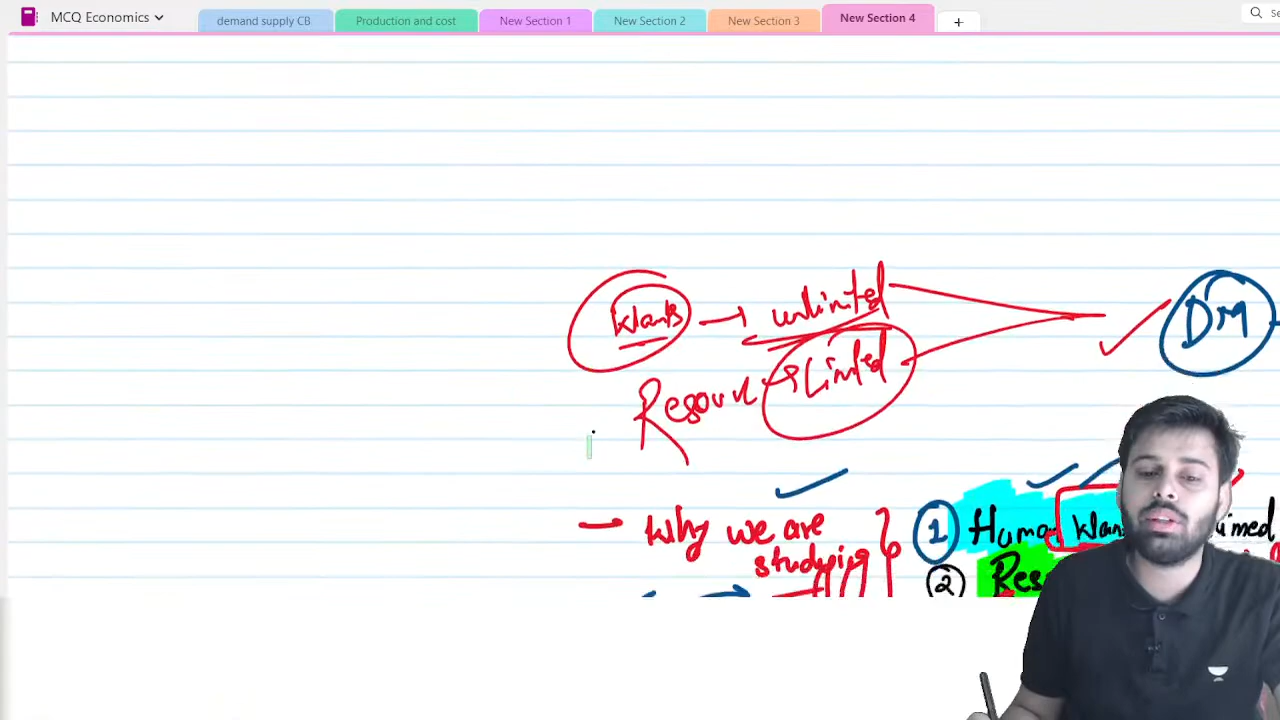 MCQ Economics
demand supply CB
Production and cost
New Section 1
New Section 2
New Section 3
New Section 4
+
Wants → unlimited
Resource → Limited
DM
→ Why we are
studying
1 Human Wan
2 Res